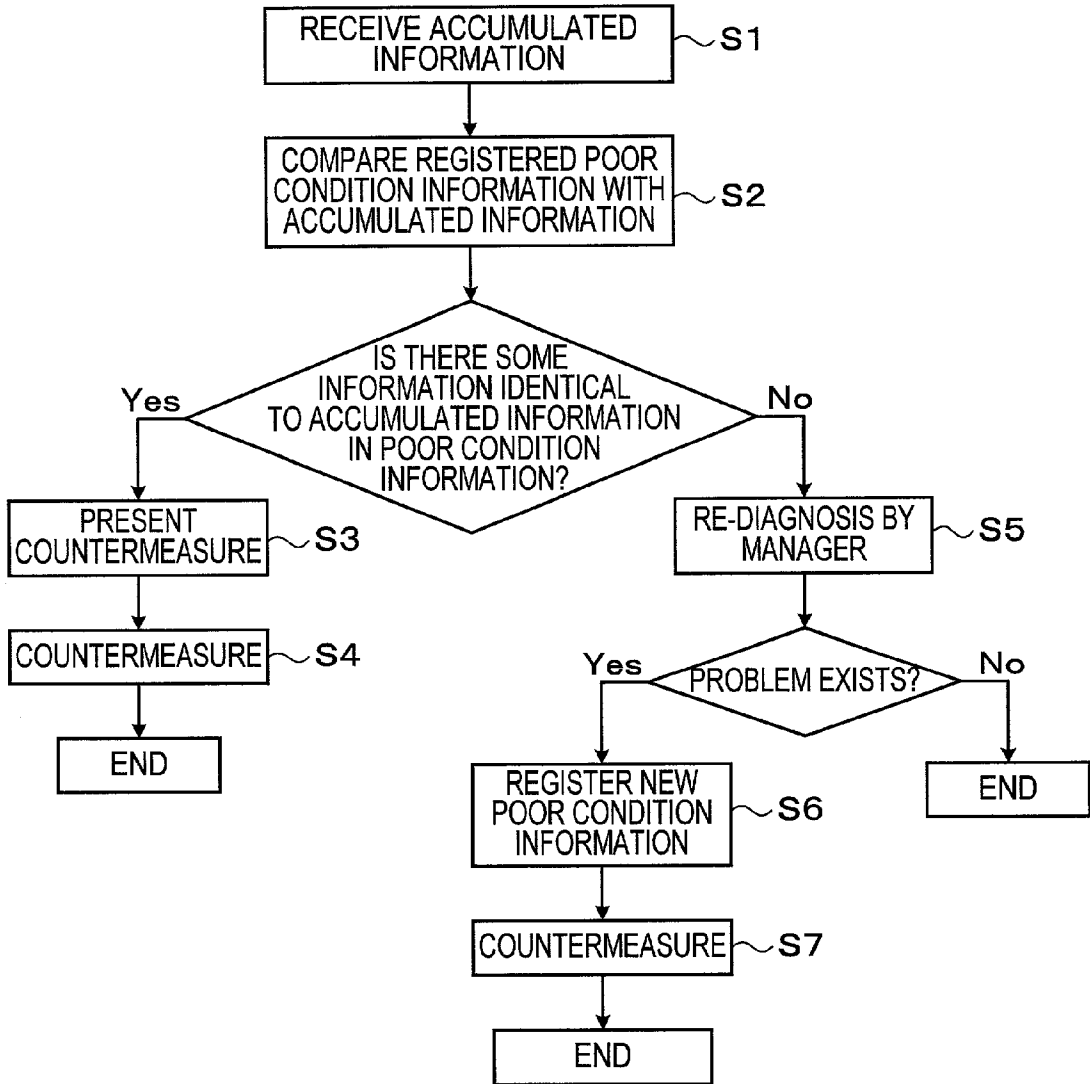 RECEIVE ACCUMULATED
INFORMATION
S1
COMPARE REGISTERED POOR
CONDITION INFORMATION WITH
ACCUMULATED INFORMATION
S2
IS THERE SOME
INFORMATION IDENTICAL
TO ACCUMULATED INFORMATION
IN POOR CONDITION
INFORMATION?
Yes
No
PRESENT
COUNTERMEASURE
S3
COUNTERMEASURE
S4
END
RE-DIAGNOSIS BY
MANAGER
S5
PROBLEM EXISTS?
Yes
No
REGISTER NEW
POOR CONDITION
INFORMATION
S6
COUNTERMEASURE
S7
END
END